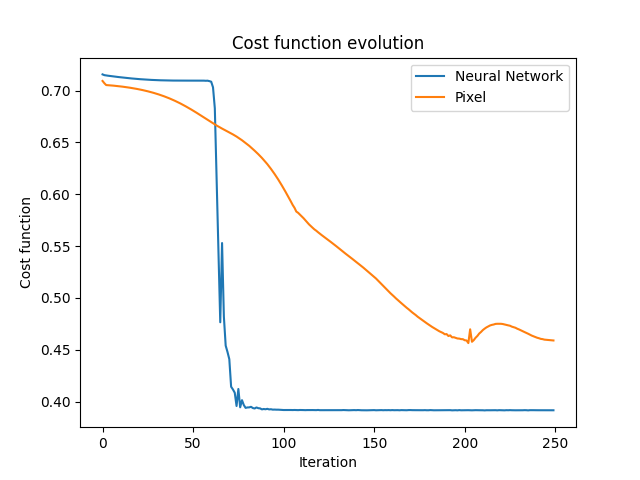 Cost function evolution
Neural Network
Pixel
Cost function
0.70
0.65
0.60
0.55
0.50
0.45
0.40
0 50 100 150 200 250
Iteration